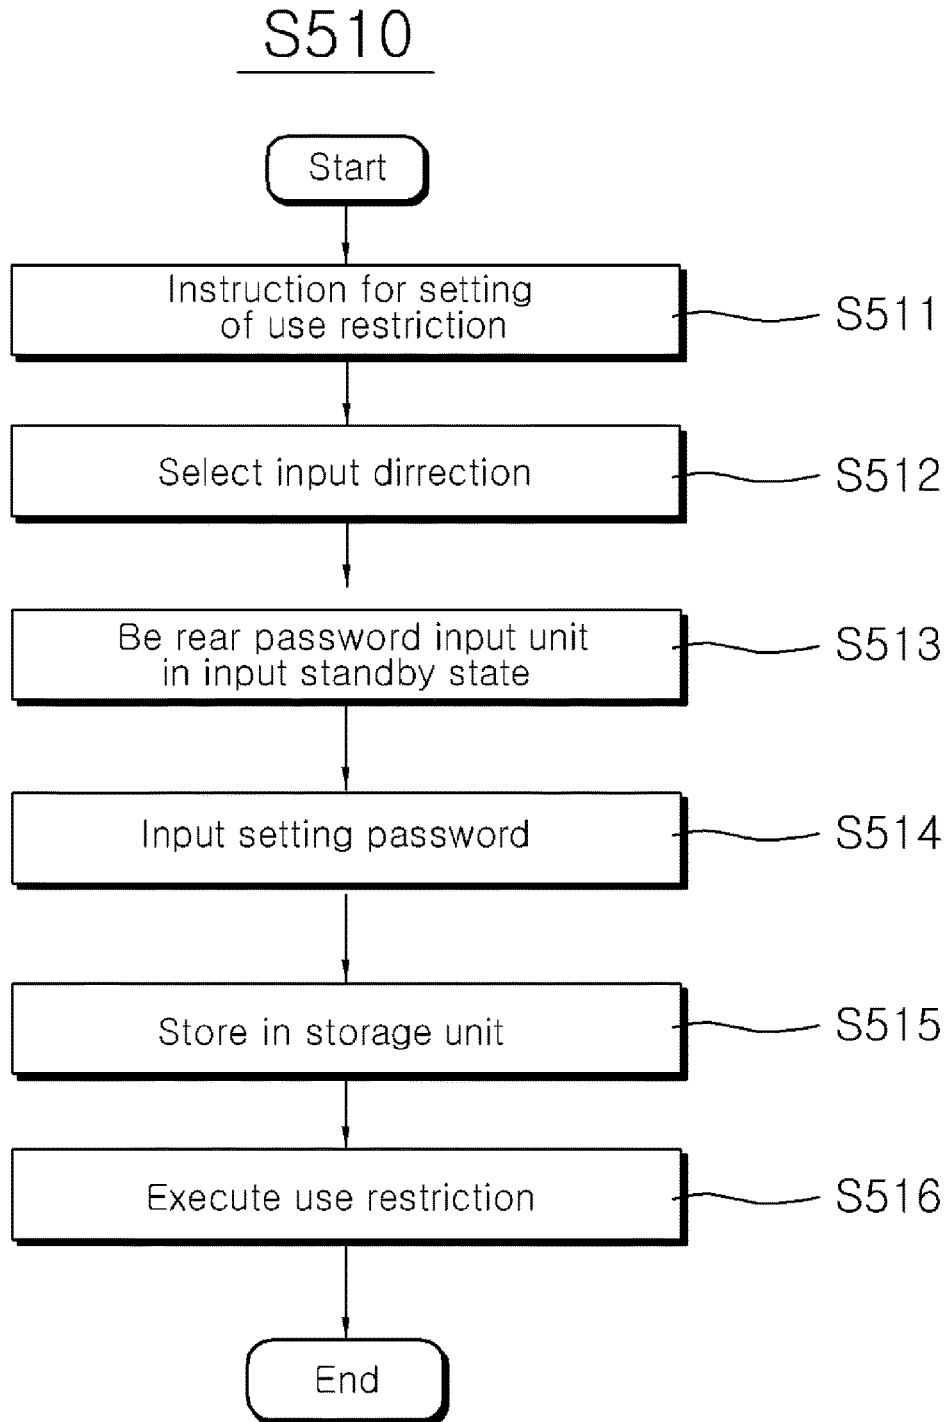 S510
Start
Instruction for setting
of use restriction
S511
Select input dirrection
S512
Be rear password input unit
in input standby state
S513
Input setting password
S514
Store in storage unit
S515
Execute use restriction
S516
End